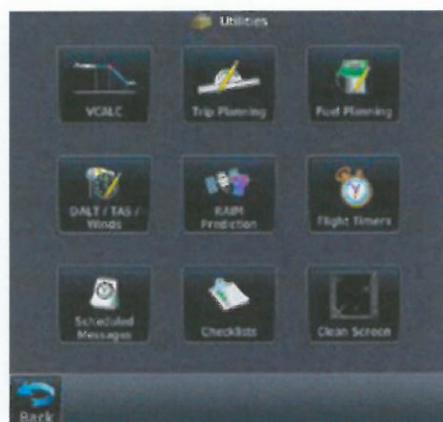 Utilities
VCALC
Trip Planning
Fuel Planning
DALT / TAS /
Winds
RAIM
Prediction
Flight Timers
Scheduled
Messages
Checklists
Clean Screen
Back